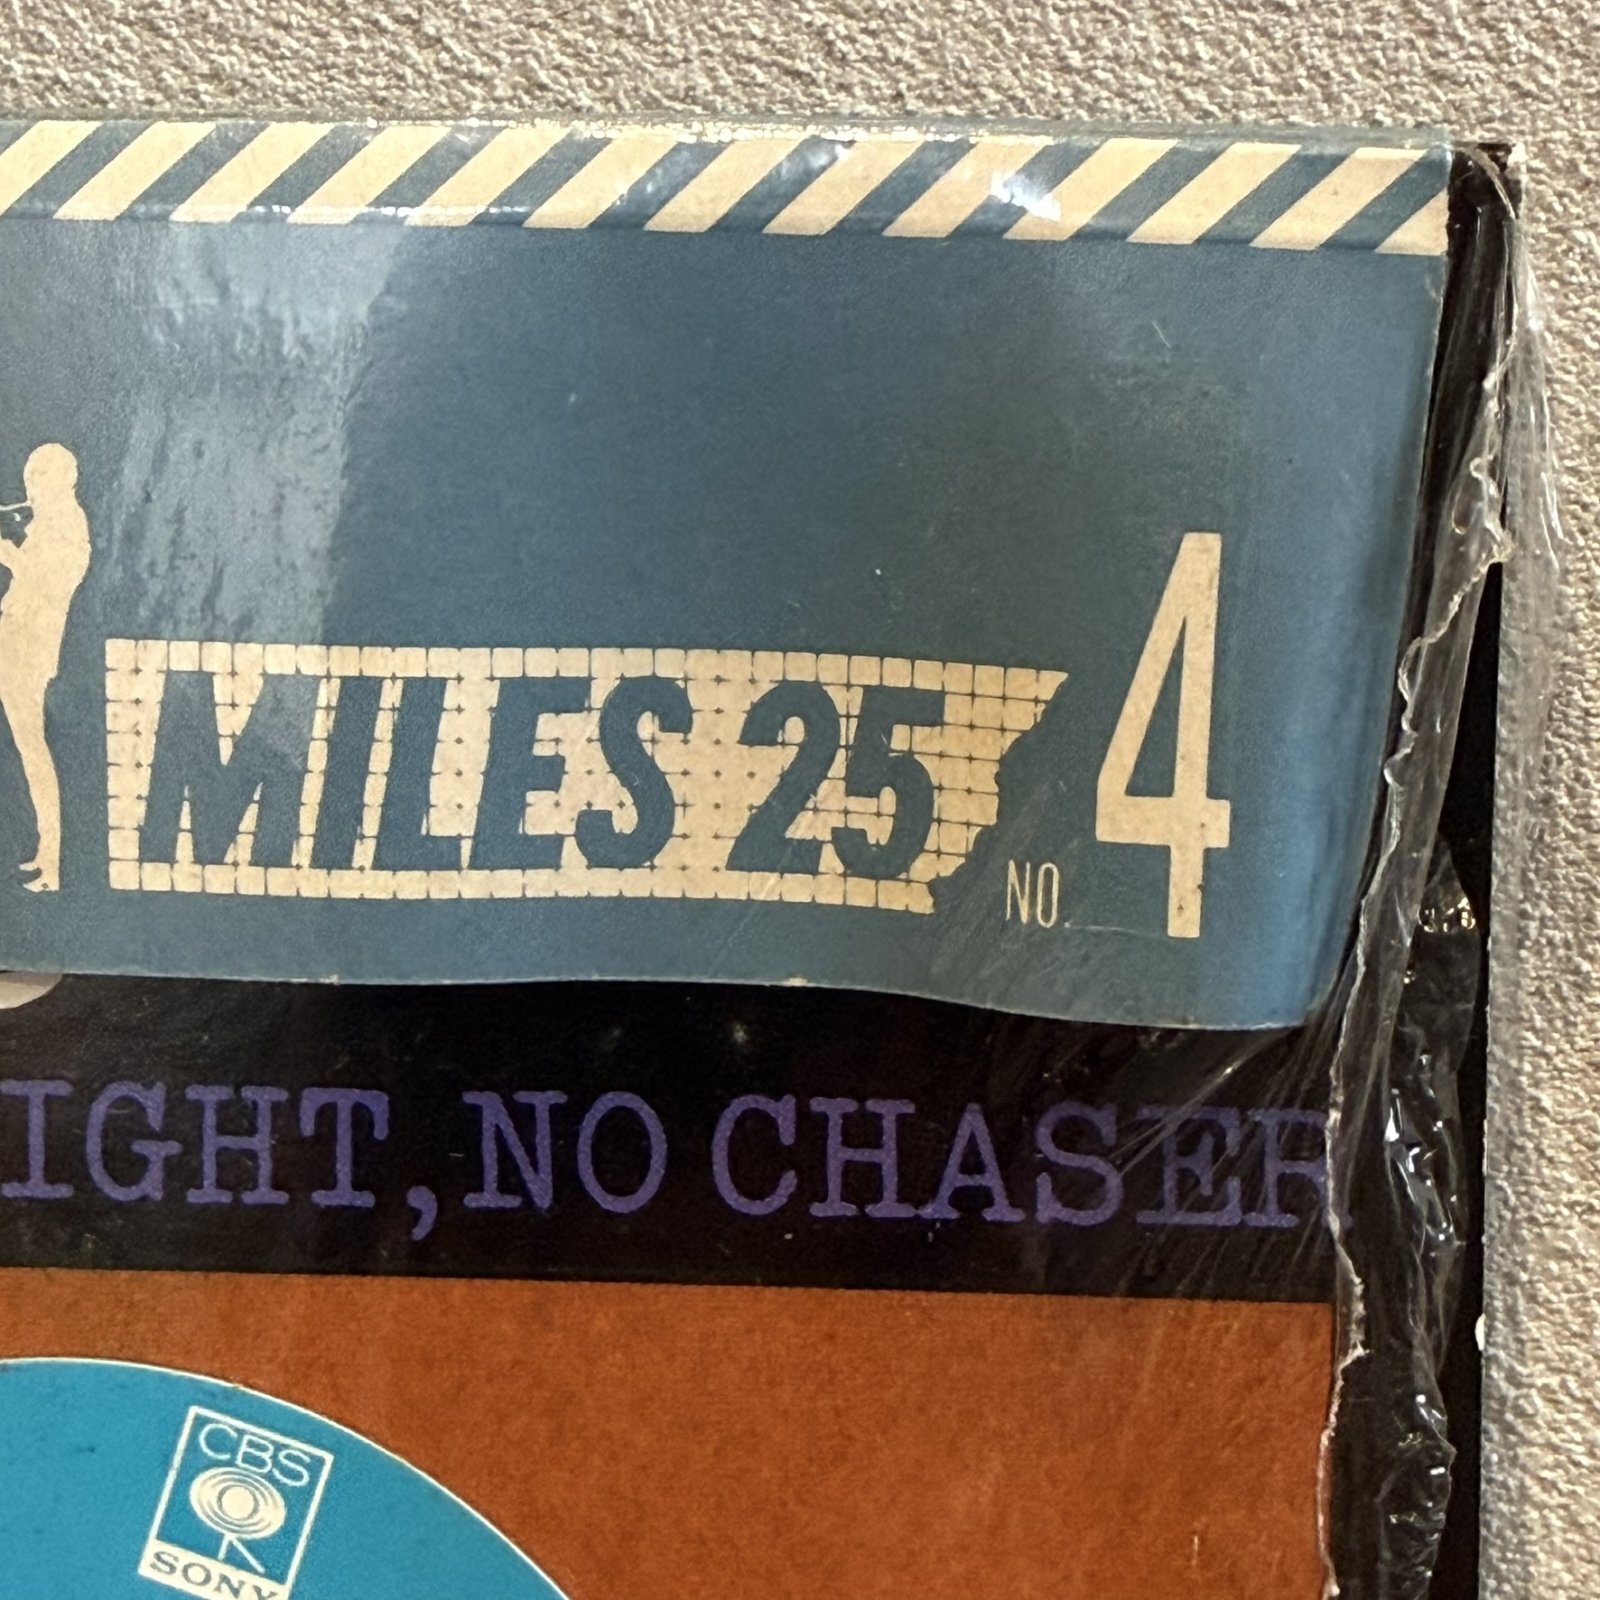 MILES 25
NO. 4
IGHT, NO CHASER
CBS
SONY